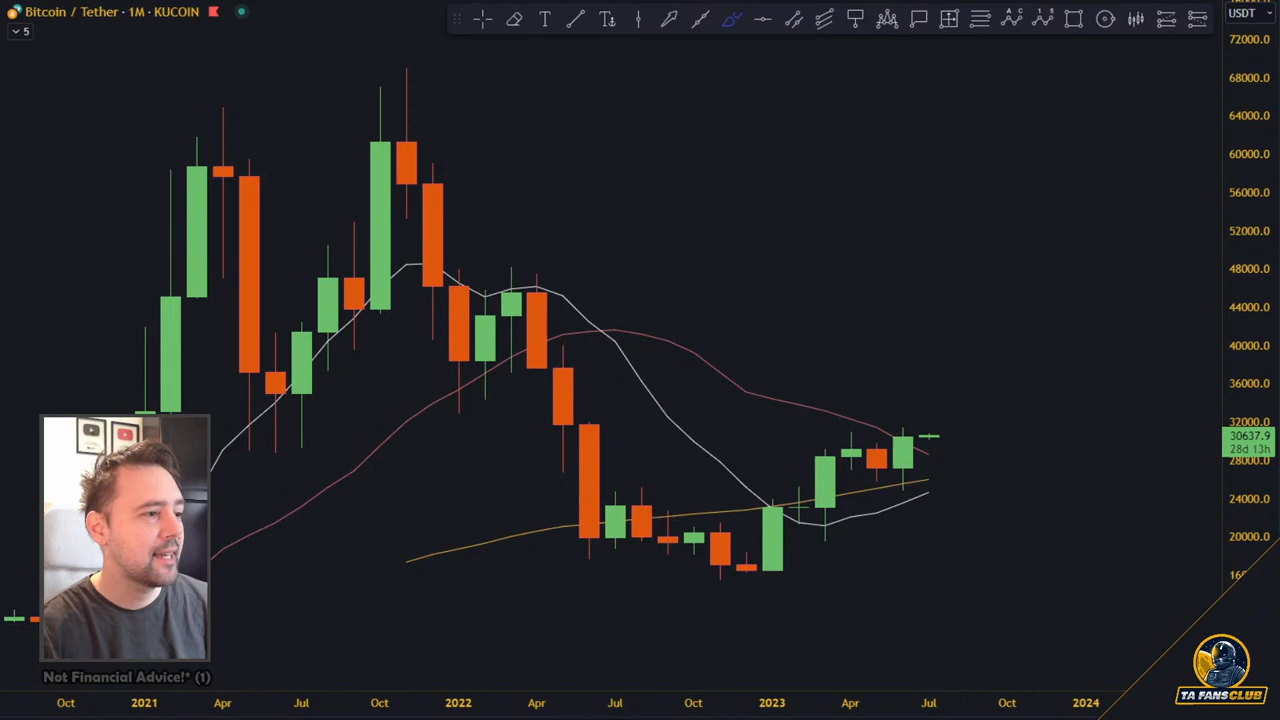 Bitcoin / Tether · 1M · KUCOIN
5
T
A C
1 5
USDT
72000.0
68000.0
64000.0
60000.0
56000.0
52000.0
48000.0
44000.0
40000.0
36000.0
32000.0
30637.9
28d 13h
28000.0
24000.0
20000.0
Not Financial Advice!* (1)
Oct 2021 Apr Jul Oct 2022 Apr Jul Oct 2023 Apr Jul Oct 2024
TA FANSCLUB